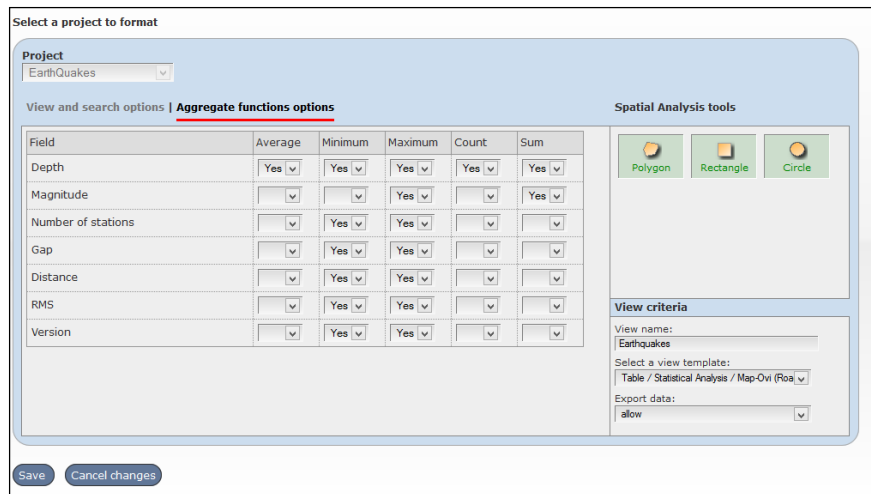 Select a project to format
Project
EarthQuakes
View and search options | Aggregate functions options
Spatial Analysis tools
Field Average Minimum Maximum Count Sum
Depth Yes Yes Yes Yes Yes
Magnitude Yes Yes
Number of stations Yes Yes
Gap Yes Yes
Distance Yes Yes
RMS Yes Yes
Version Yes Yes
Polygon Rectangle Circle
View criteria
View name:
Earthquakes
Select a view template:
Table / Statistical Analysis / Map-Ovi (Roa
Export data:
allow
Save Cancel changes